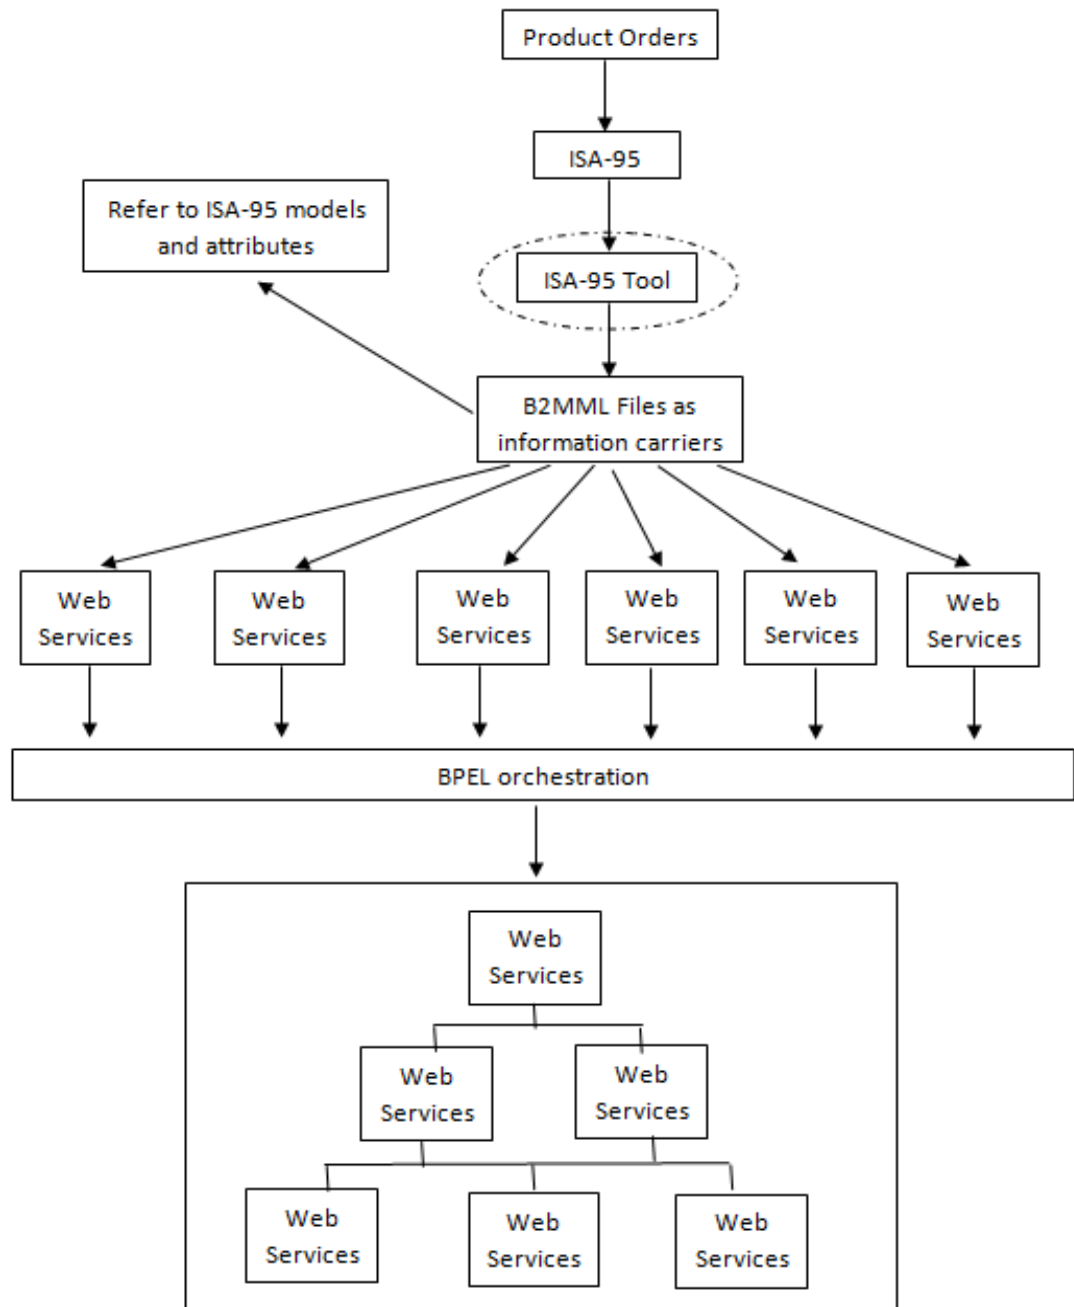 Product Orders
ISA-95
Refer to ISA-95 models
and attributes
ISA-95 Tool
B2MML Files as
information carriers
Web
Services
Web
Services
Web
Services
Web
Services
Web
Services
Web
Services
BPEL orchestration
Web
Services
Web
Services
Web
Services
Web
Services
Web
Services
Web
Services